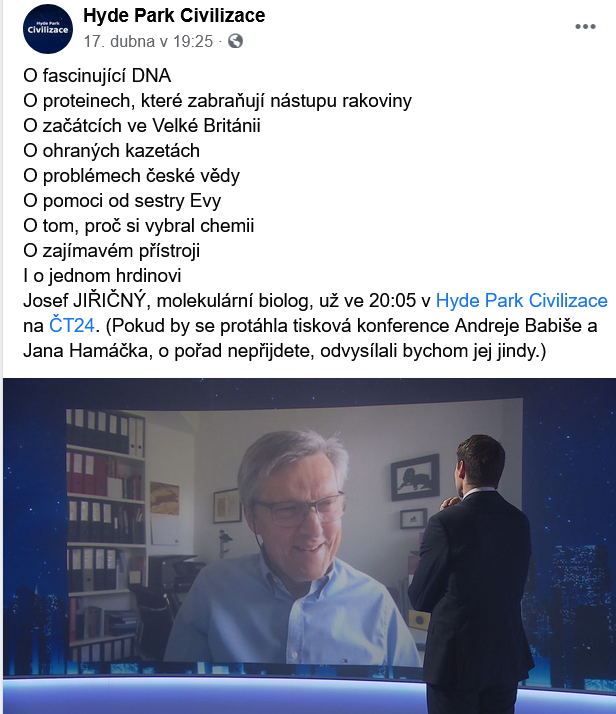 Hyde Park
Civilizace
Hyde Park Civilizace
17. dubna v 19:25 ·
O fascinující DNA
O proteinech, které zabraňují nástupu rakoviny
O začátcích ve Velké Británii
O ohraných kazetách
O problémech české vědy
O pomoci od sestry Evy
O tom, proč si vybral chemii
O zajímavém přístroji
I o jednom hrdinovi
Josef JIŘIČNÝ, molekulární biolog, už ve 20:05 v Hyde Park Civilizace
na ČT24. (Pokud by se protáhla tisková konference Andreje Babiše a
Jana Hamáčka, o pořad nepřijdete, odvysílali bychom jej jindy.)